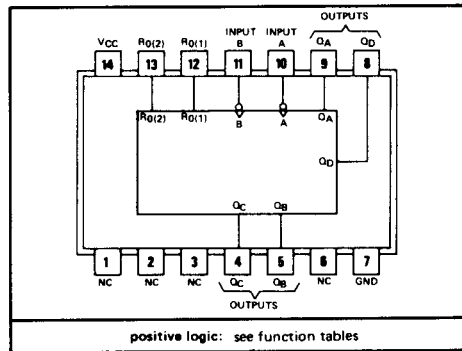 OUTPUTS
INPUT INPUT
VCC R0(2) R0(1) B A QA QD
14 13 12 11 10 9 8
R0(2) R0(1) B A QA
QD
QC QB
1 2 3 4 5 6 7
NC NC NC QC QB NC GND
OUTPUTS
positive logic: see function tables